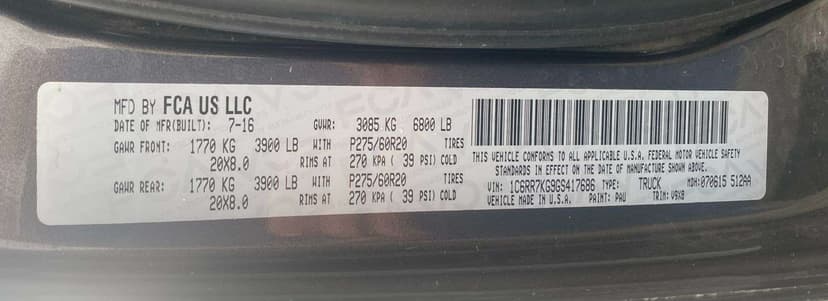 MFD BY FCA US LLC
DATE OF MFR(BUILT): 7-16 GVWR: 3085 KG 6800 LB
GAWR FRONT: 1770 KG 3900 LB WITH P275/60R20 TIRES
20X8.0 RIMS AT 270 KPA( 39 PSI) COLD
GAWR REAR: 1770 KG 3900 LB WITH P275/60R20 TIRES
20X8.0 RIMS AT 270 KPA( 39 PSI) COLD
THIS VEHICLE CONFORMS TO ALL APPLICABLE U.S.A. FEDERAL MOTOR VEHICLE SAFETY
STANDARDS IN EFFECT ON THE DATE OF MANUFACTURE SHOWN ABOVE.
VIN: 1C6RR7KG9GS417686 TYPE: TRUCK MDH: 070615 512AA
VEHICLE MADE IN U.S.A. PAINT: PAU TRIM: V9X8